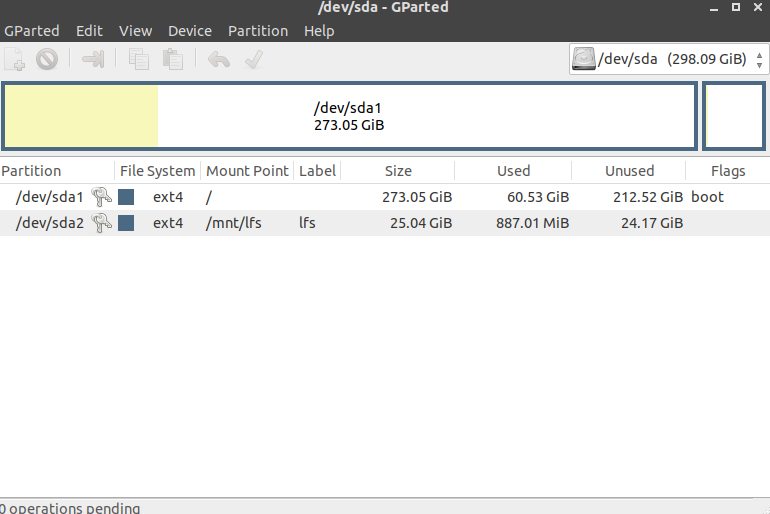 /dev/sda - GParted
GParted Edit View Device Partition Help
/dev/sda (298.09 GiB)
/dev/sda1
273.05 GiB
Partition File System Mount Point Label Size Used Unused Flags
/dev/sda1 ext4 / 273.05 GiB 60.53 GiB 212.52 GiB boot
/dev/sda2 ext4 /mnt/lfs lfs 25.04 GiB 887.01 MiB 24.17 GiB
0 operations pending